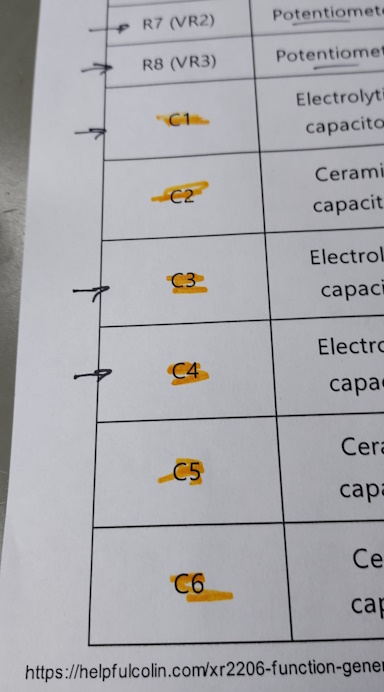 R7 (VR2) Potentiomet
R8 (VR3) Potentiomet
C1 Electrolyti
capacito
C2 Cerami
capacit
C3 Electrol
capaci
C4 Electro
capa
C5 Cera
capa
C6 Ce
cap
https://helpfulcolin.com/xr2206-function-gener